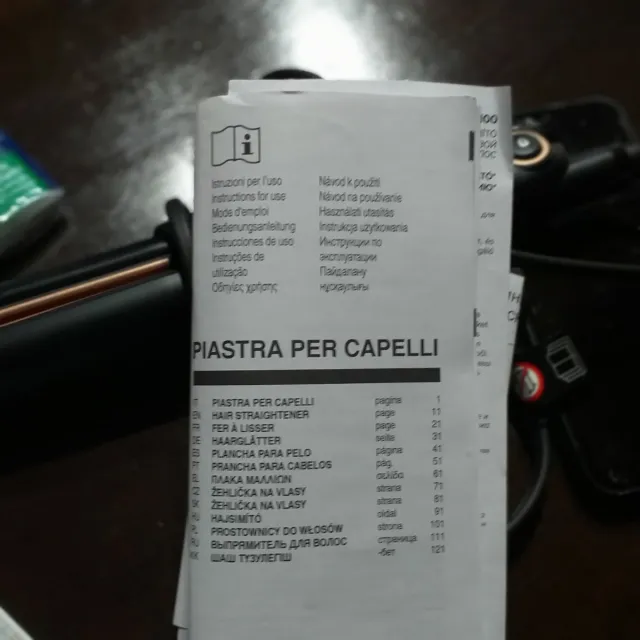 Istruzioni per l'uso
Instructions for use
Mode d'emploi
Bedienungsanleitung
Instrucciones de uso
Instruções de
utilização
Οδηγίες χρήσης
Návod k použití
Návod na používanie
Használati utasítás
Instrukcja użytkowania
Инструкции по
эксплуатации
Пайдалану
нұсқаулығы
PIASTRA PER CAPELLI
IT PIASTRA PER CAPELLI pagina 1
EN HAIR STRAIGHTENER page 11
FR FER À LISSER page 21
DE HAARGLÄTTER seite 31
ES PLANCHA PARA PELO página 41
PT PRANCHA PARA CABELOS pág. 51
EL ΠΛΑΚΑ ΜΑΛΛΙΩΝ σελίδα 61
CZ ŽEHLIČKA NA VLASY strana 71
SK ŽEHLIČKA NA VLASY strana 81
HU HAJSIMÍTÓ oldal 91
PROSTOWNICY DO WŁOSÓW strona 101
RU ВЫПРЯМИТЕЛЬ ДЛЯ ВОЛОС страница 111
KK ШАШ ТҮЗУЛЕГІШ -бет 121